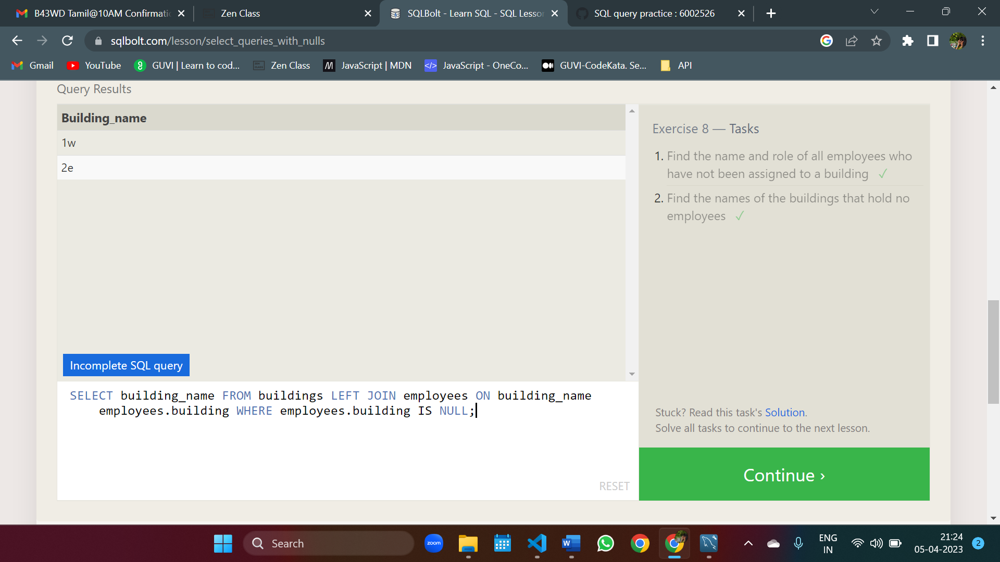 B43WD Tamil@10AM Confirmati
Zen Class
SQLBolt - Learn SQL - SQL Lesson
SQL query practice : 6002526
sqlbolt.com/lesson/select_queries_with_nulls
Gmail
YouTube
GUVI | Learn to cod...
Zen Class
JavaScript | MDN
JavaScript - OneCo...
GUVI-CodeKata. Se...
API
Query Results
Building_name
1w
2e
Incomplete SQL query
SELECT building_name FROM buildings LEFT JOIN employees ON building_name
employees.building WHERE employees.building IS NULL;
RESET
Exercise 8 — Tasks
1. Find the name and role of all employees who
have not been assigned to a building ✓
2. Find the names of the buildings that hold no
employees ✓
Stuck? Read this task's Solution.
Solve all tasks to continue to the next lesson.
Continue ›
Search
zoom
W
ENG
IN
21:24
05-04-2023
2